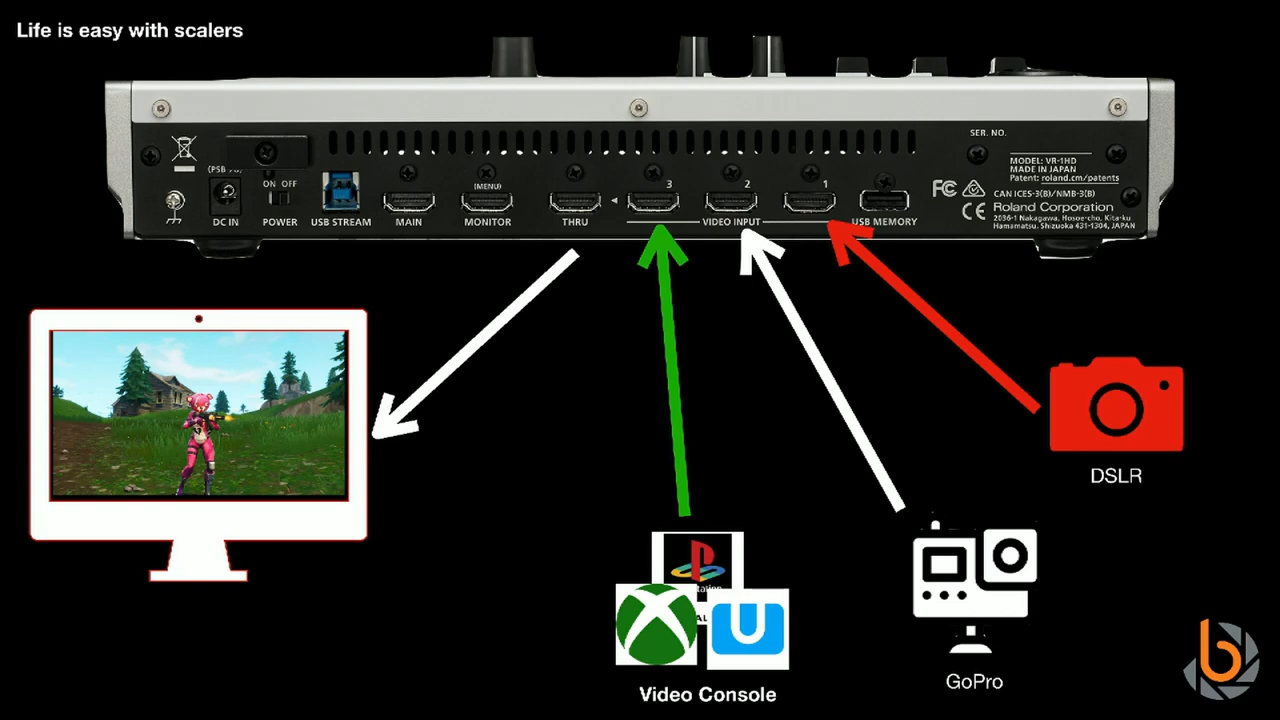 Life is easy with scalers
SER. NO.
MODEL: VR-1HD
MADE IN JAPAN
Patent: roland.cm/patents
ON OFF
(MENU)
3
2
1
DC IN
POWER
USB STREAM
MAIN
MONITOR
THRU
VIDEO INPUT
USB MEMORY
FC
CE
CAN ICES-3(B)/NMB-3(B)
Roland Corporation
2036-1 Nakagawa, Hosoe-cho, Kita-ku
Hamamatsu, Shizuoka 431-1304, JAPAN
DSLR
U
GoPro
Video Console
b